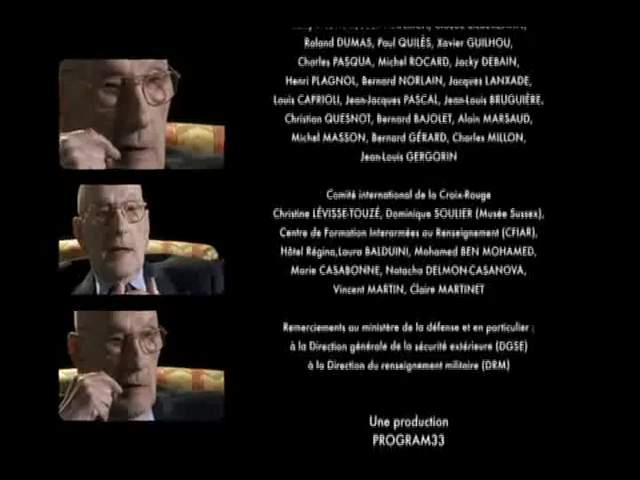 Roland DUMAS, Paul QUILÈS, Xavier GUILHOU,
Charles PASQUA, Michel ROCARD, Jacky DEBAIN,
Henri PLAGNOL, Bernard NORLAIN, Jacques LANXADE,
Louis CAPRIOLI, Jean-Jacques PASCAL, Jean-Louis BRUGUIÈRE,
Christian QUESNOT, Bernard BAJOLET, Alain MARSAUD,
Michel MASSON, Bernard GÉRARD, Charles MILLON,
Jean-Louis GERGORIN
Comité international de la Croix-Rouge
Christine LÉVISSE-TOUZÉ, Dominique SOULIER (Musée Sussex),
Centre de Formation Interarmées au Renseignement (CFIAR),
Hôtel Régina,Laura BALDUINI, Mohamed BEN MOHAMED,
Marie CASABONNE, Natacha DELMON-CASANOVA,
Vincent MARTIN, Claire MARTINET
Remerciements au ministère de la défense et en particulier :
à la Direction générale de la sécurité extérieure (DGSE)
à la Direction du renseignement militaire (DRM)
Une production
PROGRAM33